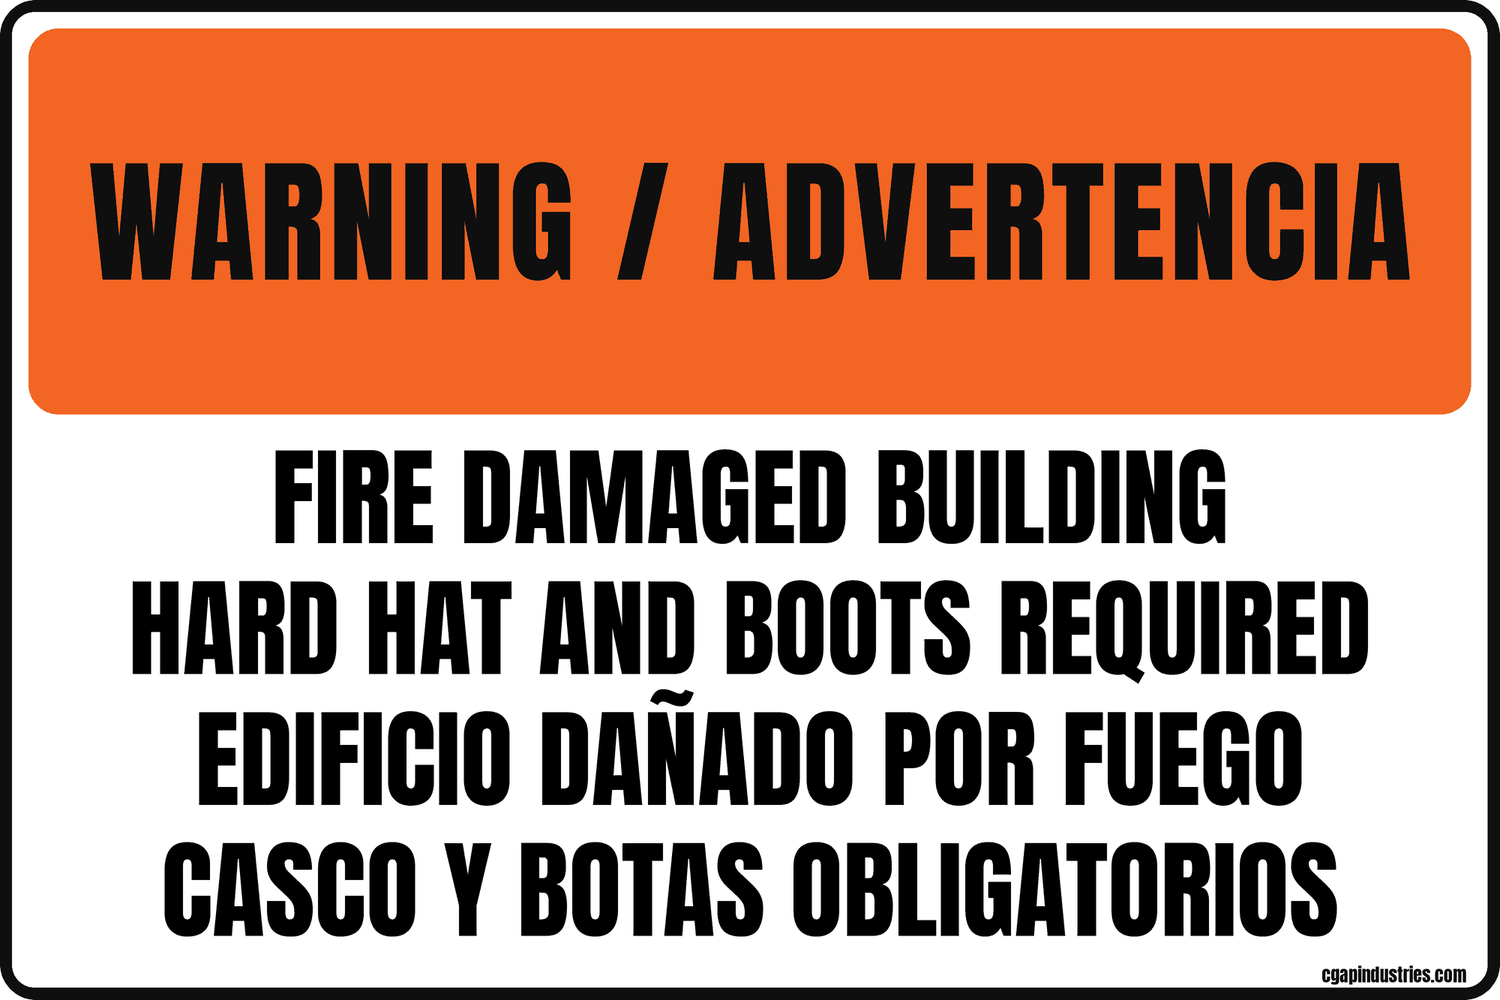 WARNING / ADVERTENCIA
FIRE DAMAGED BUILDING
HARD HAT AND BOOTS REQUIRED
EDIFICIO DAÑADO POR FUEGO
CASCO Y BOTAS OBLIGATORIOS
cgapindustries.com